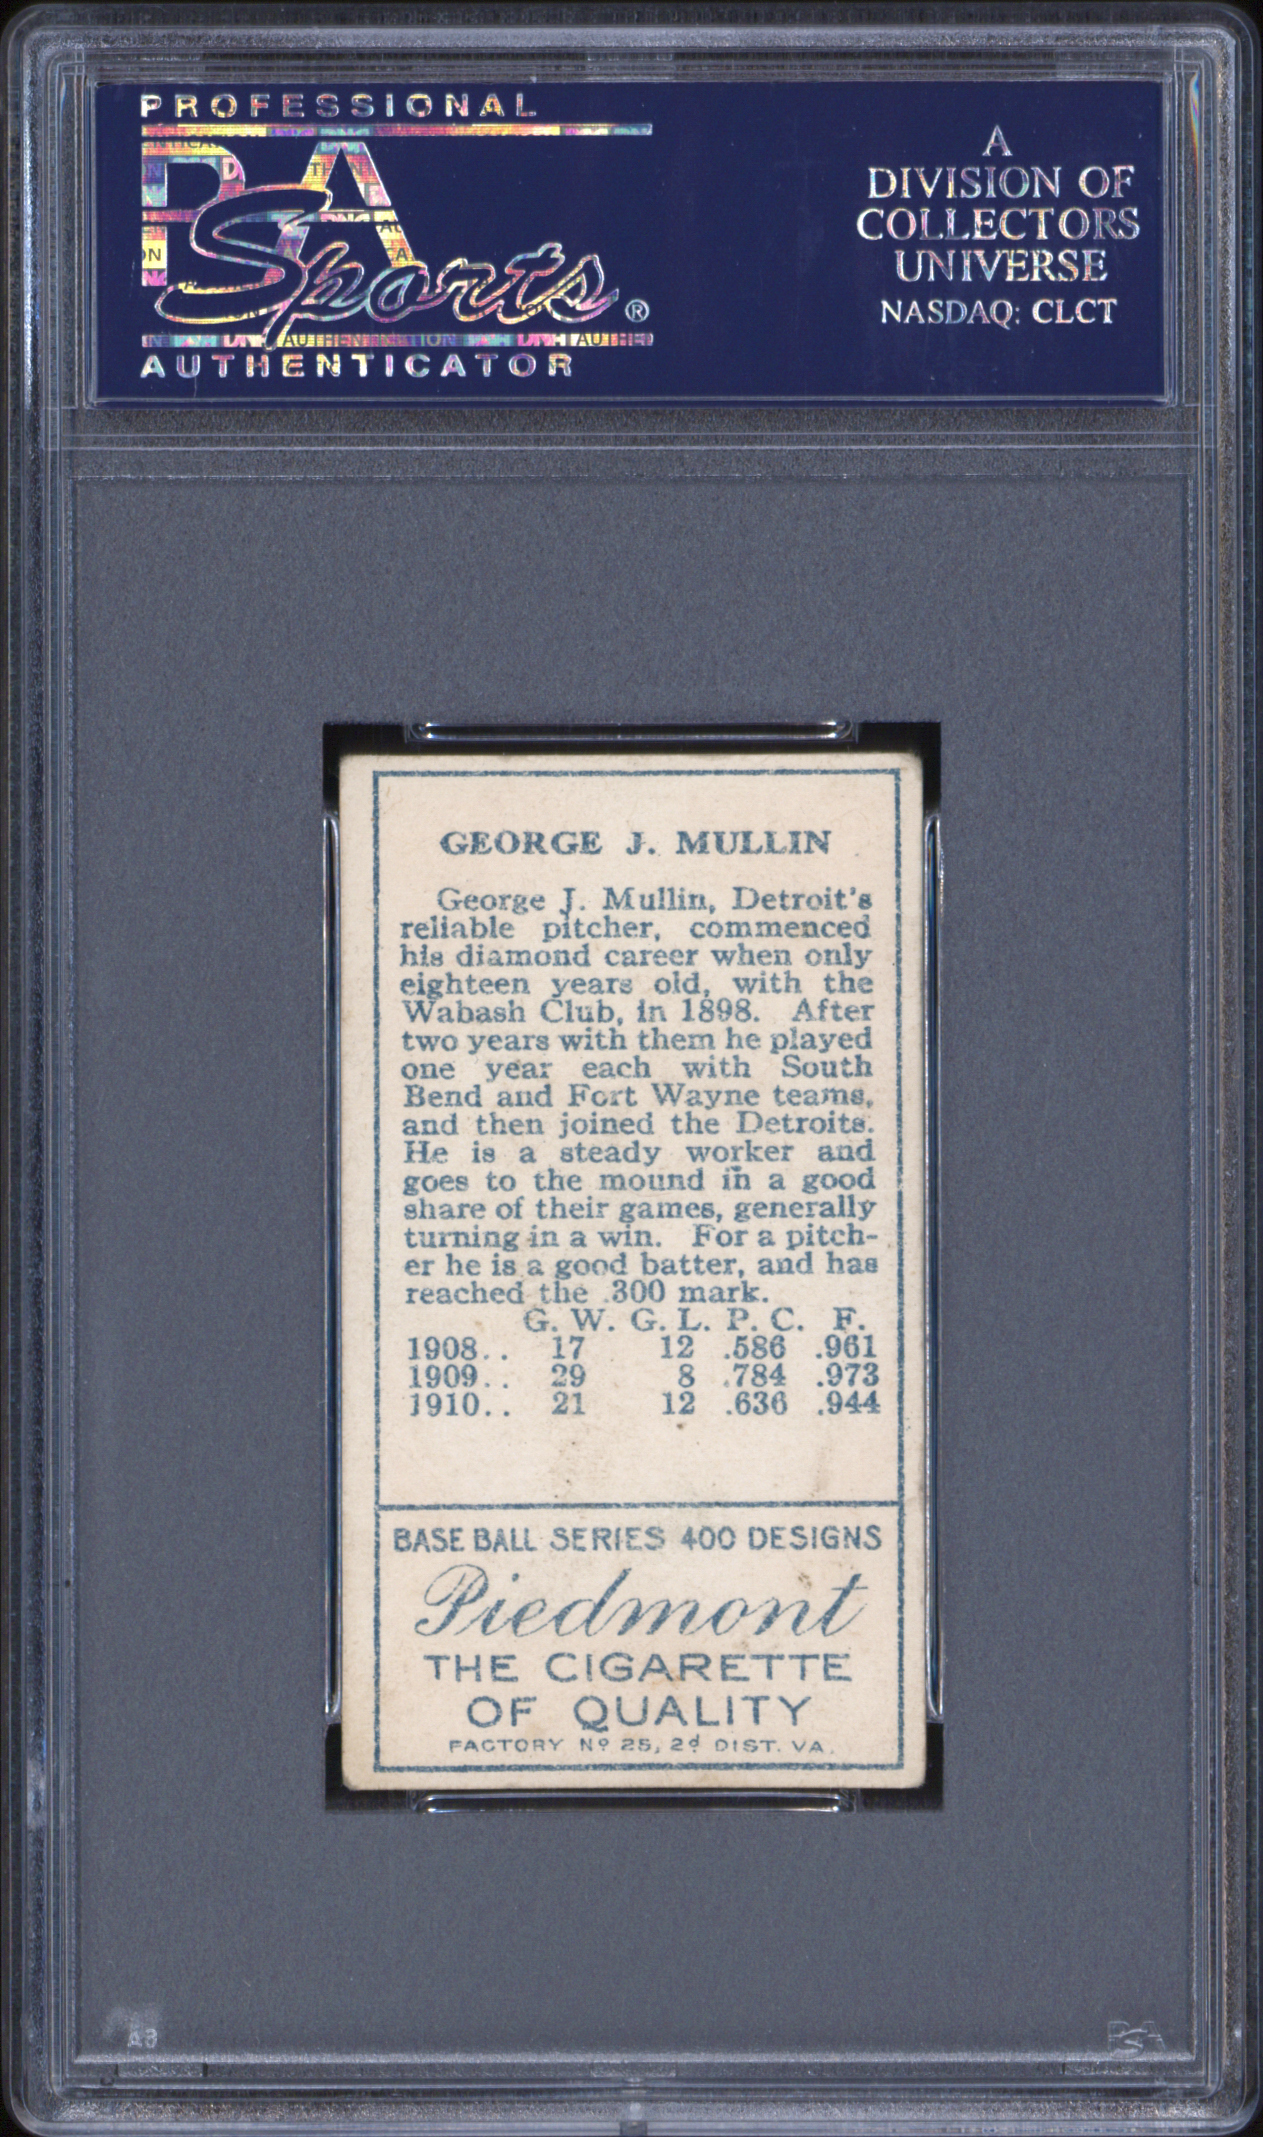 PROFESSIONAL
PSA
Sports®
AUTHENTICATOR
A
DIVISION OF
COLLECTORS
UNIVERSE
NASDAQ: CLCT
GEORGE J. MULLIN
George J. Mullin, Detroit's
reliable pitcher, commenced
his diamond career when only
eighteen years old, with the
Wabash Club, in 1898. After
two years with them he played
one year each with South
Bend and Fort Wayne teams,
and then joined the Detroits.
He is a steady worker and
goes to the mound in a good
share of their games, generally
turning in a win. For a pitch-
er he is a good batter, and has
reached the .300 mark.
G. W. G. L. P. C. F.
1908.. 17 12 .586 .961
1909.. 29 8 .784 .973
1910.. 21 12 .636 .944
BASE BALL SERIES 400 DESIGNS
Piedmont
THE CIGARETTE
OF QUALITY
FACTORY Nº 25, 2d DIST. VA.
PSA